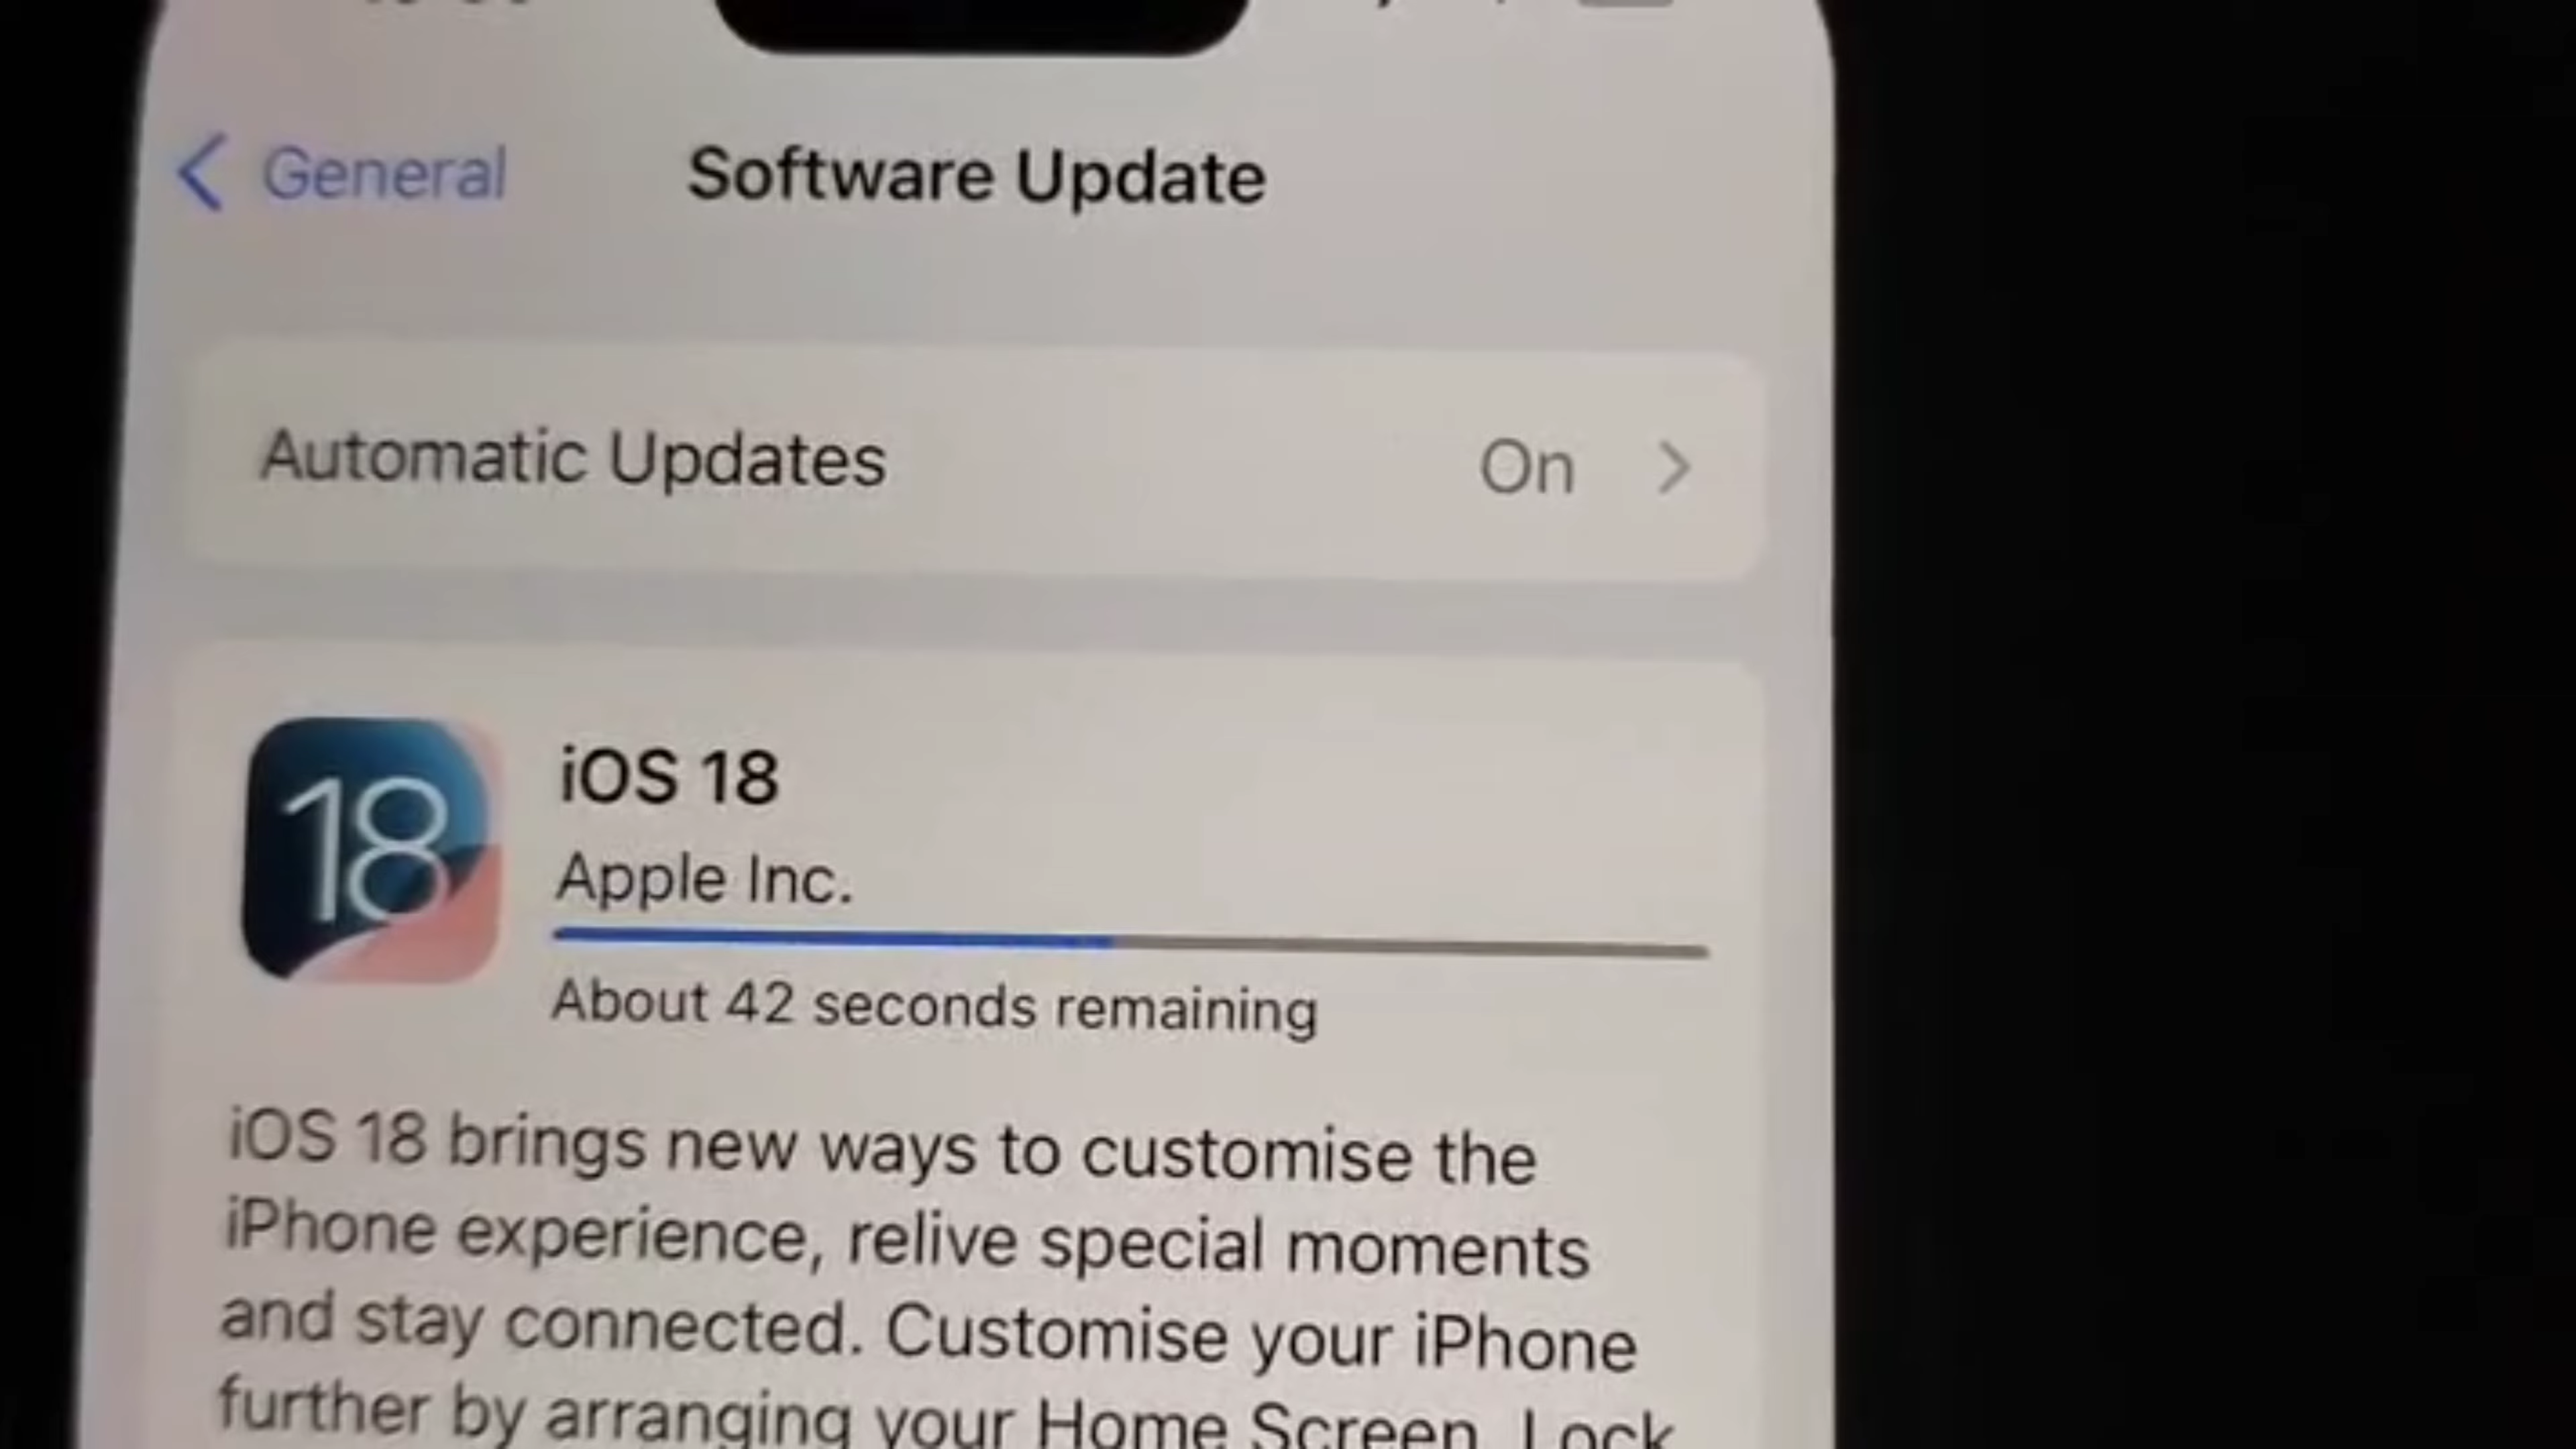 General
Software Update
Automatic Updates
On
18
iOS 18
Apple Inc.
About 42 seconds remaining
iOS 18 brings new ways to customise the
iPhone experience, relive special moments
and stay connected. Customise your iPhone
further by arranging your Home Screen, Lock